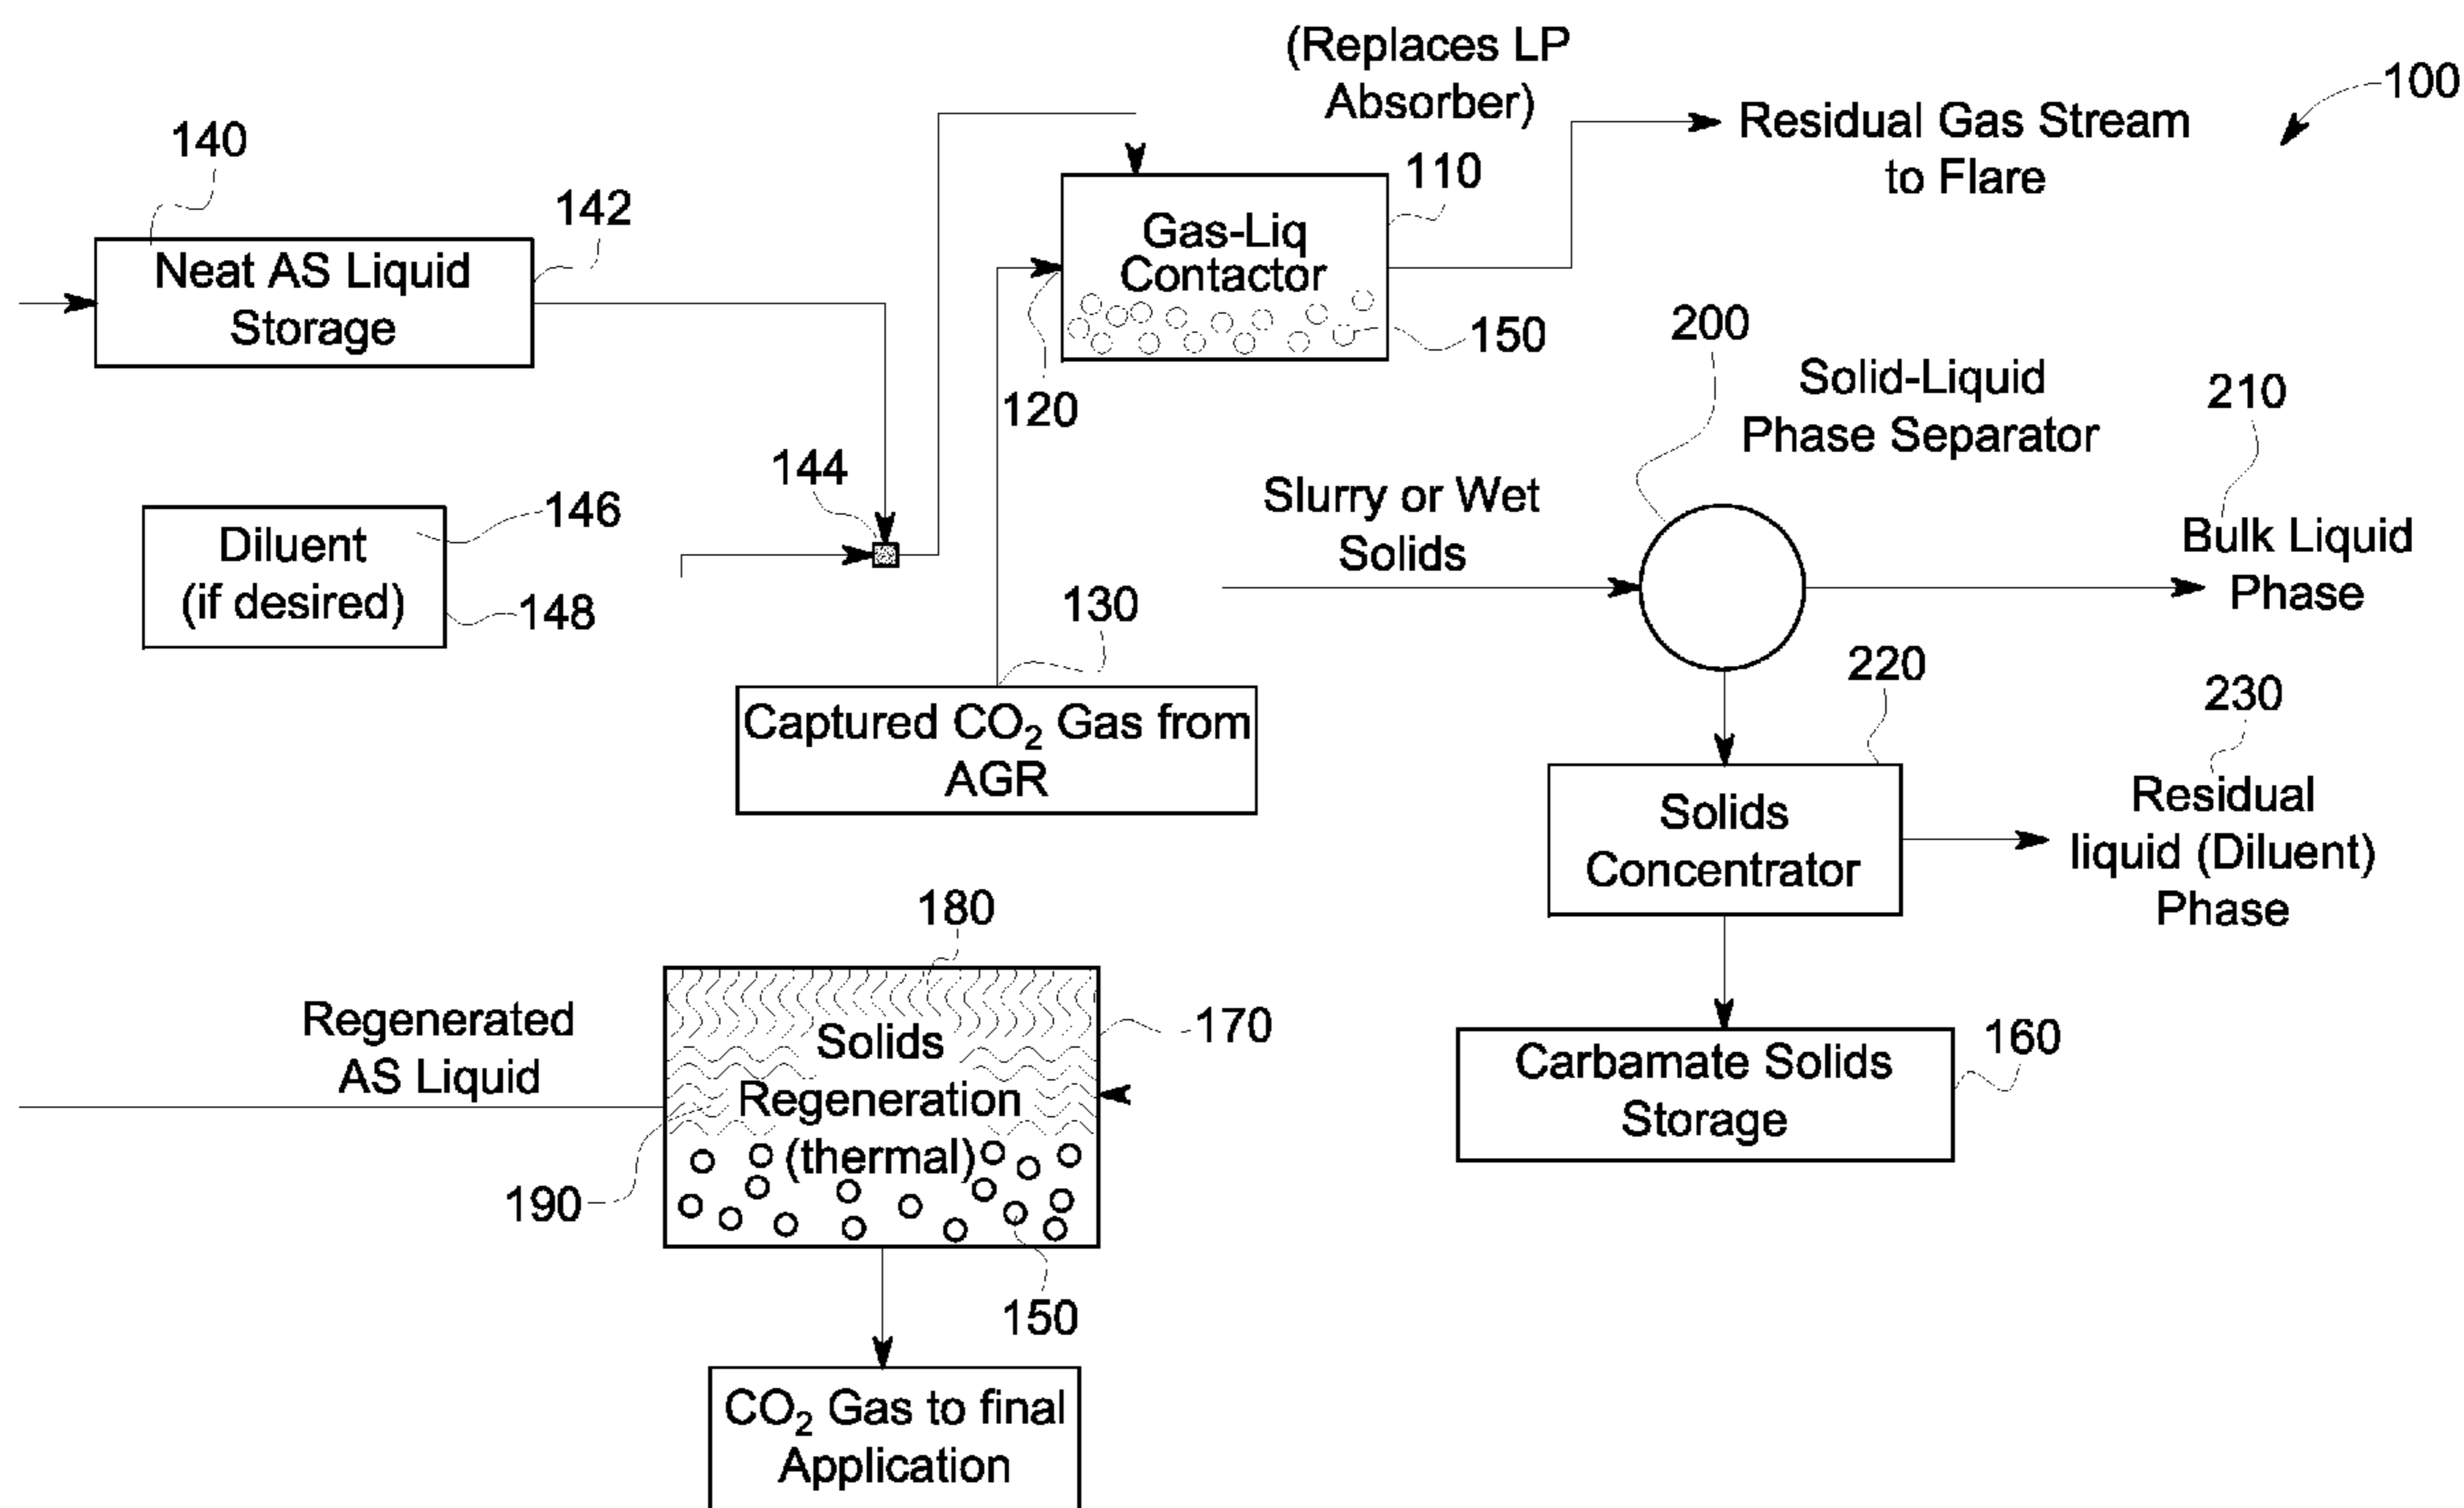 (Replaces LP
Absorber)
100
Residual Gas Stream
to Flare
140
142
Neat AS Liquid
Storage
110
Gas-Liq
Contactor
150
120
200
Solid-Liquid
Phase Separator
210
144
146
Diluent
(if desired)
148
Slurry or Wet
Solids
Bulk Liquid
Phase
130
Captured CO₂ Gas from
AGR
220
230
Solids
Concentrator
Residual
liquid (Diluent)
Phase
180
Regenerated
AS Liquid
Solids
Regeneration
(thermal)
170
190
150
160
Carbamate Solids
Storage
CO₂ Gas to final
Application